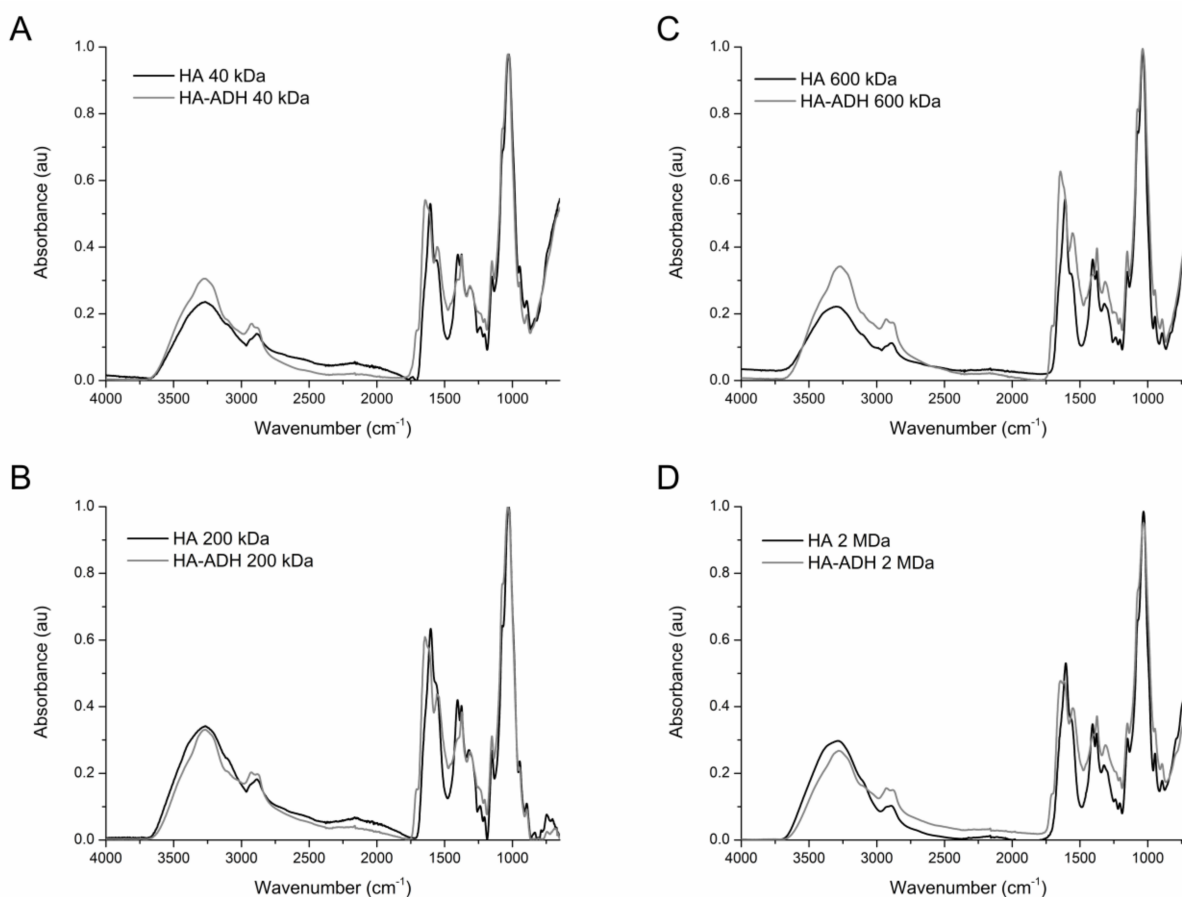 A
1.0
0.8
0.6
0.4
0.2
0.0
Absorbance (au)
HA 40 kDa
HA-ADH 40 kDa
4000 3500 3000 2500 2000 1500 1000
Wavenumber (cm⁻¹)
C
1.0
0.8
0.6
0.4
0.2
0.0
Absorbance (au)
HA 600 kDa
HA-ADH 600 kDa
4000 3500 3000 2500 2000 1500 1000
Wavenumber (cm⁻¹)
B
1.0
0.8
0.6
0.4
0.2
0.0
Absorbance (au)
HA 200 kDa
HA-ADH 200 kDa
4000 3500 3000 2500 2000 1500 1000
Wavenumber (cm⁻¹)
D
1.0
0.8
0.6
0.4
0.2
0.0
Absorbance (au)
HA 2 MDa
HA-ADH 2 MDa
4000 3500 3000 2500 2000 1500 1000
Wavenumber (cm⁻¹)